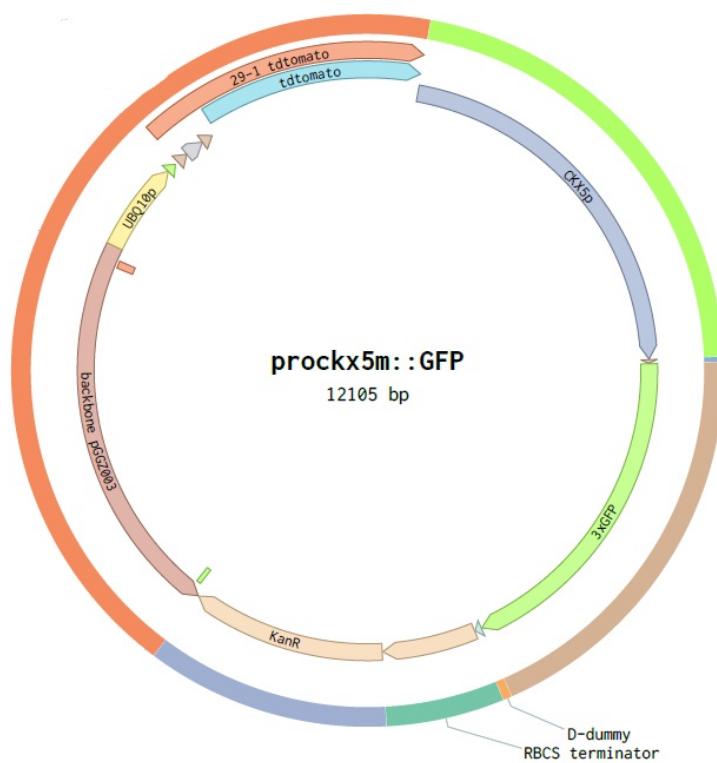 29-1 tdtomato
tdtomato
CKX5p
UBQ10p
prockx5m::GFP
12105 bp
backbone pGGZ003
3xGFP
KanR
D-dummy
RBCS terminator